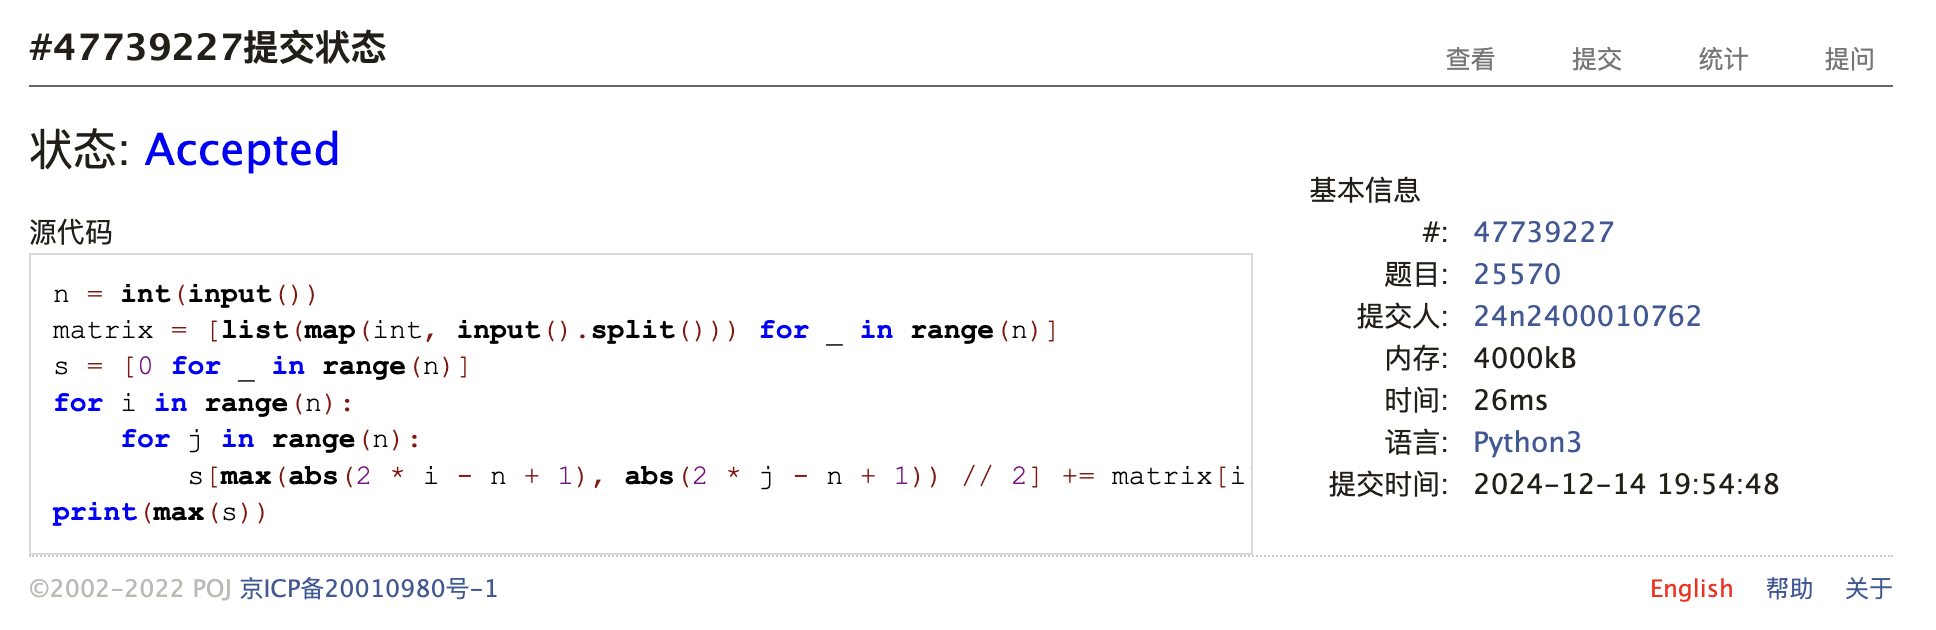 #47739227提交状态
查看 提交 统计 提问
状态: Accepted
源代码
n = int(input())
matrix = [list(map(int, input().split())) for _ in range(n)]
s = [0 for _ in range(n)]
for i in range(n):
    for j in range(n):
        s[max(abs(2 * i - n + 1), abs(2 * j - n + 1)) // 2] += matrix[i
print(max(s))
基本信息
#: 47739227
题目: 25570
提交人: 24n2400010762
内存: 4000kB
时间: 26ms
语言: Python3
提交时间: 2024-12-14 19:54:48
©2002-2022 POJ 京ICP备20010980号-1
English 帮助 关于